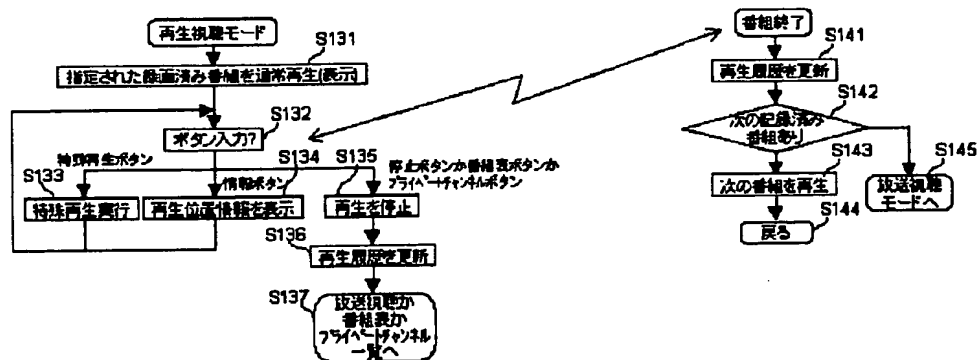 再生視聴モード
S131
指定された録画済み番組を通常再生(表示)
S132
ボタン入力?
特殊再生ボタン
S133
特殊再生実行
S134
情報ボタン
再生位置情報を表示
S135
停止ボタンか番組表ボタンか
プライベートチャンネルボタン
再生を停止
S136
再生履歴を更新
S137
放送視聴か
番組表か
プライベートチャンネル
一覧へ
番組終了
S141
再生履歴を更新
S142
次の記録済み
番組あり
S143
次の番組を再生
S144
戻る
S145
放送視聴
モードへ